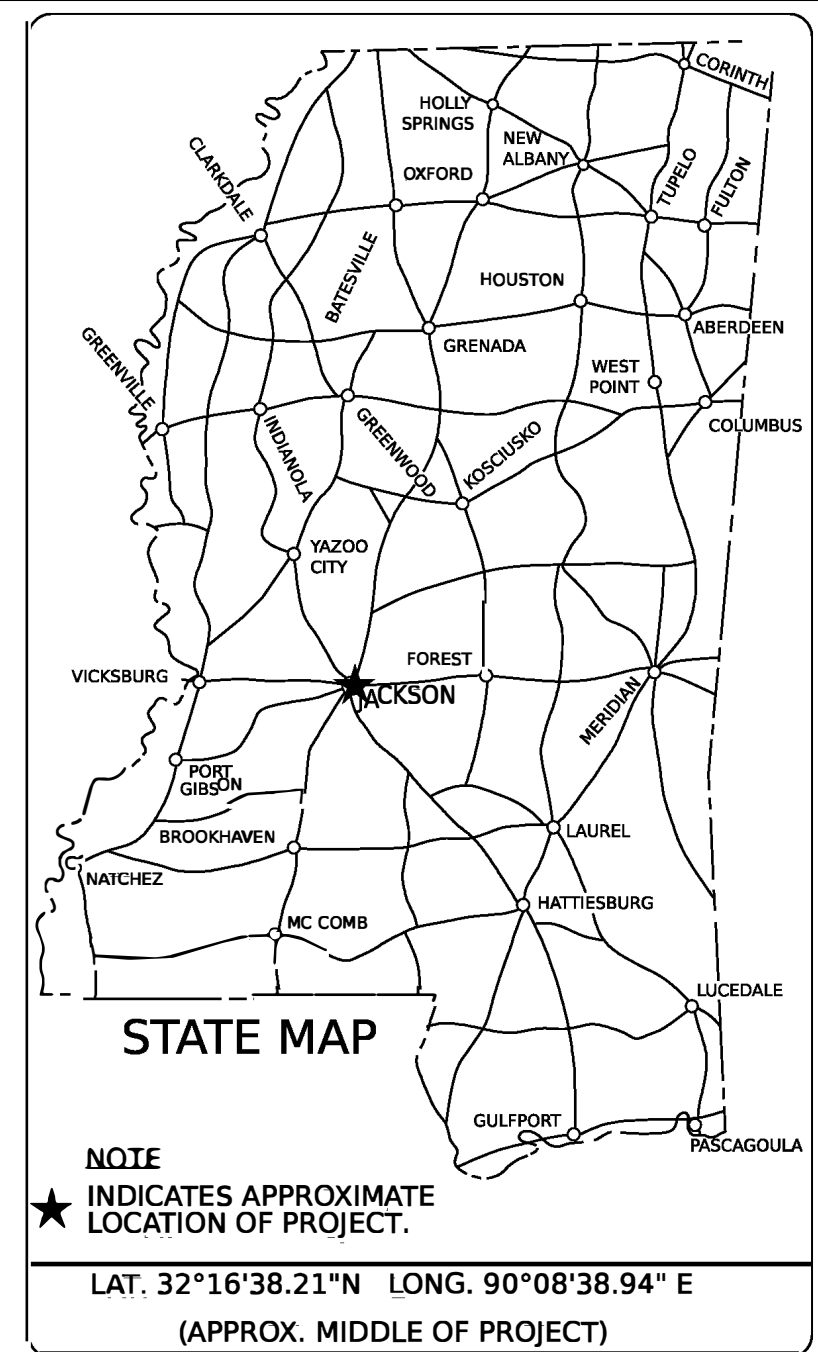 CORINTH
HOLLY
SPRINGS
NEW
ALBANY
CLARKDALE
OXFORD
TUPELO
FULTON
BATESVILLE
HOUSTON
ABERDEEN
GRENADA
GREENVILLE
WEST
POINT
COLUMBUS
INDIANOLA
GREENWOOD
KOSCIUSKO
YAZOO
CITY
FOREST
VICKSBURG
JACKSON
MERIDIAN
PORT
GIBSON
BROOKHAVEN
LAUREL
NATCHEZ
HATTIESBURG
MC COMB
LUCEDALE
STATE MAP
GULFPORT
PASCAGOULA
NOTE
INDICATES APPROXIMATE
LOCATION OF PROJECT.
LAT. 32°16'38.21"N LONG. 90°08'38.94" E
(APPROX. MIDDLE OF PROJECT)